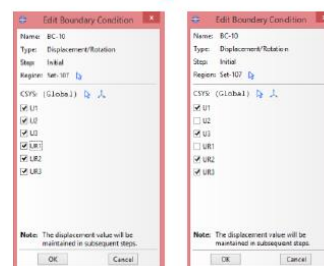 Edit Boundary Condition
Name: BC-10
Type: Displacement/Rotation
Step: Initial
Region: Set-107
CSYS: (Global)
U1
U2
U3
UR1
UR2
UR3
Note: The displacement value will be
maintained in subsequent steps.
OK
Cancel
Edit Boundary Condition
Name: BC-10
Type: Displacement/Rotation
Step: Initial
Region: Set-107
CSYS: (Global)
U1
U2
U3
UR1
UR2
UR3
Note: The displacement value will be
maintained in subsequent steps.
OK
Cancel